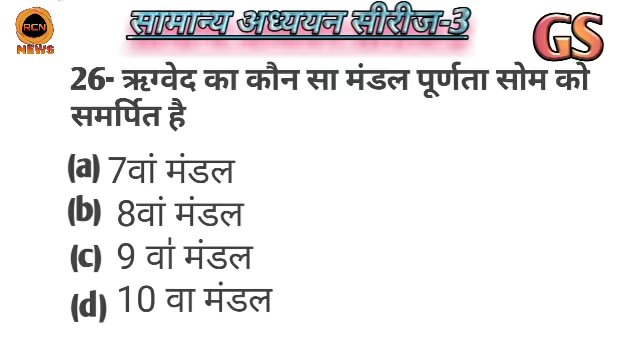 RCN
NEWS
सामान्य अध्ययन सीरीज-3
GS
26- ऋग्वेद का कौन सा मंडल पूर्णता सोम को
समर्पित है
(a) 7वां मंडल
(b) 8वां मंडल
(c) 9 वां मंडल
(d) 10 वा मंडल